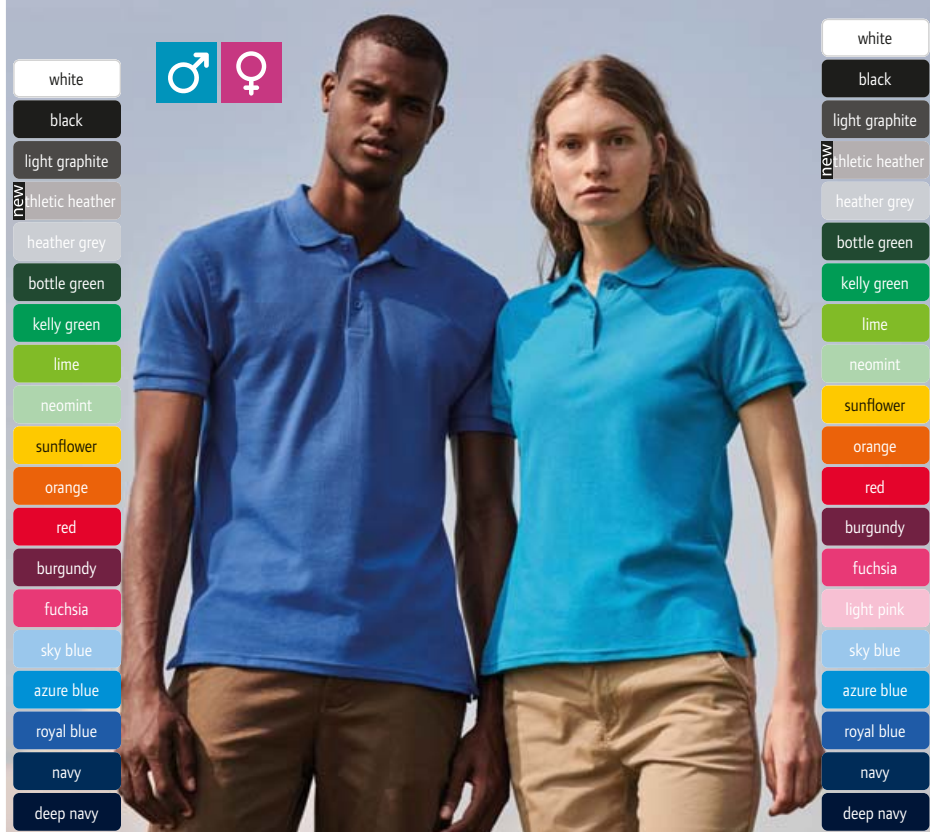 white
black
light graphite
new
thletic heather
heather grey
bottle green
kelly green
lime
neomint
sunflower
orange
red
burgundy
fuchsia
sky blue
azure blue
royal blue
navy
deep navy
white
black
light graphite
new
thletic heather
heather grey
bottle green
kelly green
lime
neomint
sunflower
orange
red
burgundy
fuchsia
light pink
sky blue
azure blue
royal blue
navy
deep navy